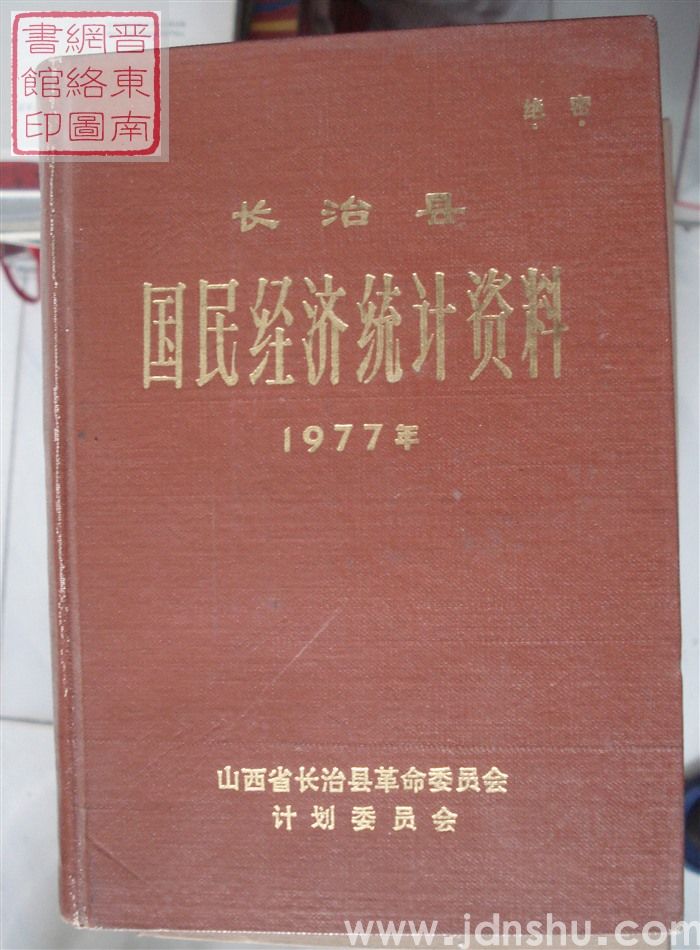 晋東南
網絡圖
書館印
绝密
长治县
国民经济统计资料
1977年
山西省长治县革命委员会
计划委员会
www.jdnshu.com